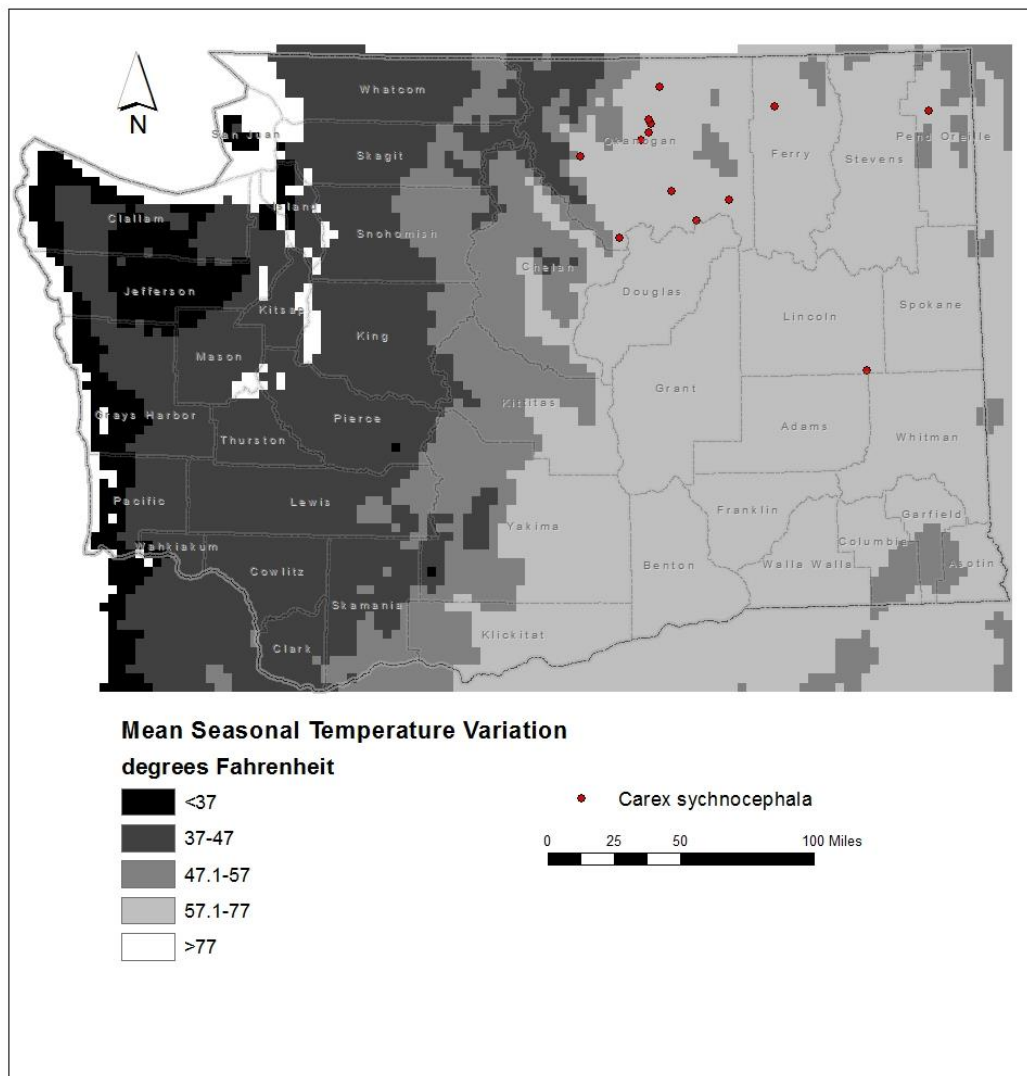 N
Whatcom
San Juan
Skagit
Okanogan
Ferry
Stevens
Pend Oreille
Island
Clallam
Snohomish
Chelan
Jefferson
Kitsap
Douglas
Lincoln
Spokane
King
Mason
Grant
Kittitas
Grays Harbor
Pierce
Thurston
Adams
Whitman
Pacific
Lewis
Yakima
Franklin
Garfield
Columbia
Wahkiakum
Cowlitz
Benton
Walla Walla
Asotin
Skamania
Klickitat
Clark
Mean Seasonal Temperature Variation
degrees Fahrenheit
<37
37-47
47.1-57
57.1-77
>77
Carex sychnocephala
0 25 50 100 Miles